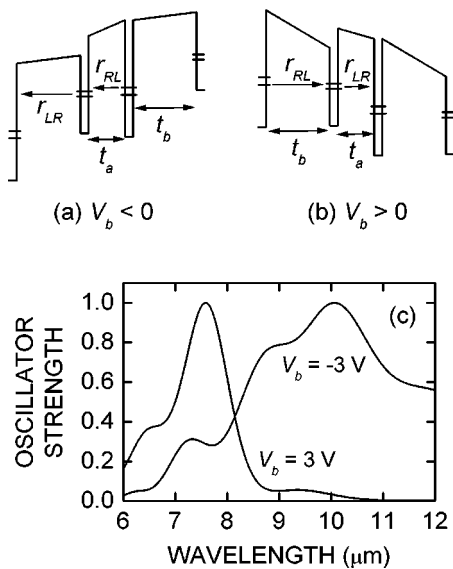 r_LR r_RL t_a t_b
r_RL r_LR t_b t_a
(a) V_b < 0
(b) V_b > 0
(c)
OSCILLATOR
STRENGTH
1.0
0.8
0.6
0.4
0.2
0.0
V_b = -3 V
V_b = 3 V
6 7 8 9 10 11 12
WAVELENGTH (μm)